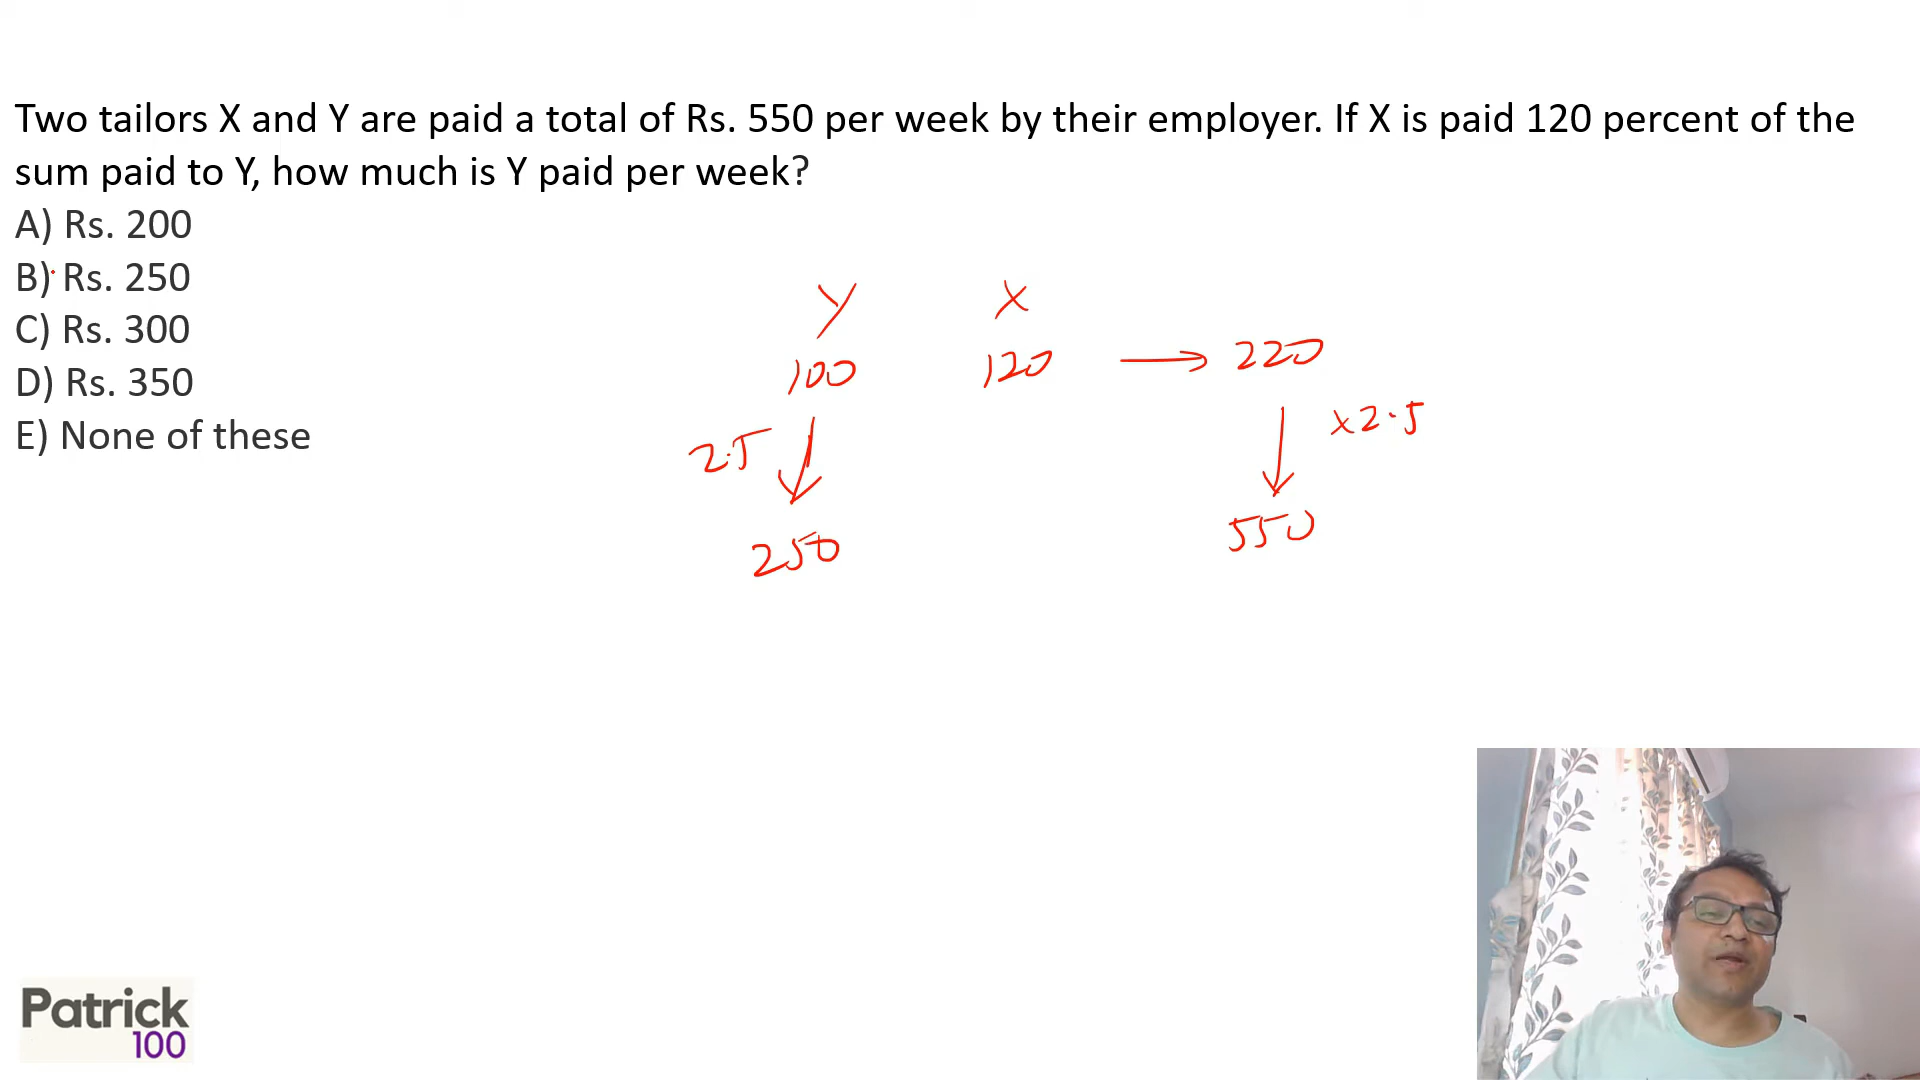 Two tailors X and Y are paid a total of Rs. 550 per week by their employer. If X is paid 120 percent of the
sum paid to Y, how much is Y paid per week?
A) Rs. 200
B) Rs. 250
C) Rs. 300
D) Rs. 350
E) None of these
Y X
100 120 → 220
2.5 ×2.5
250 550
Patrick
100